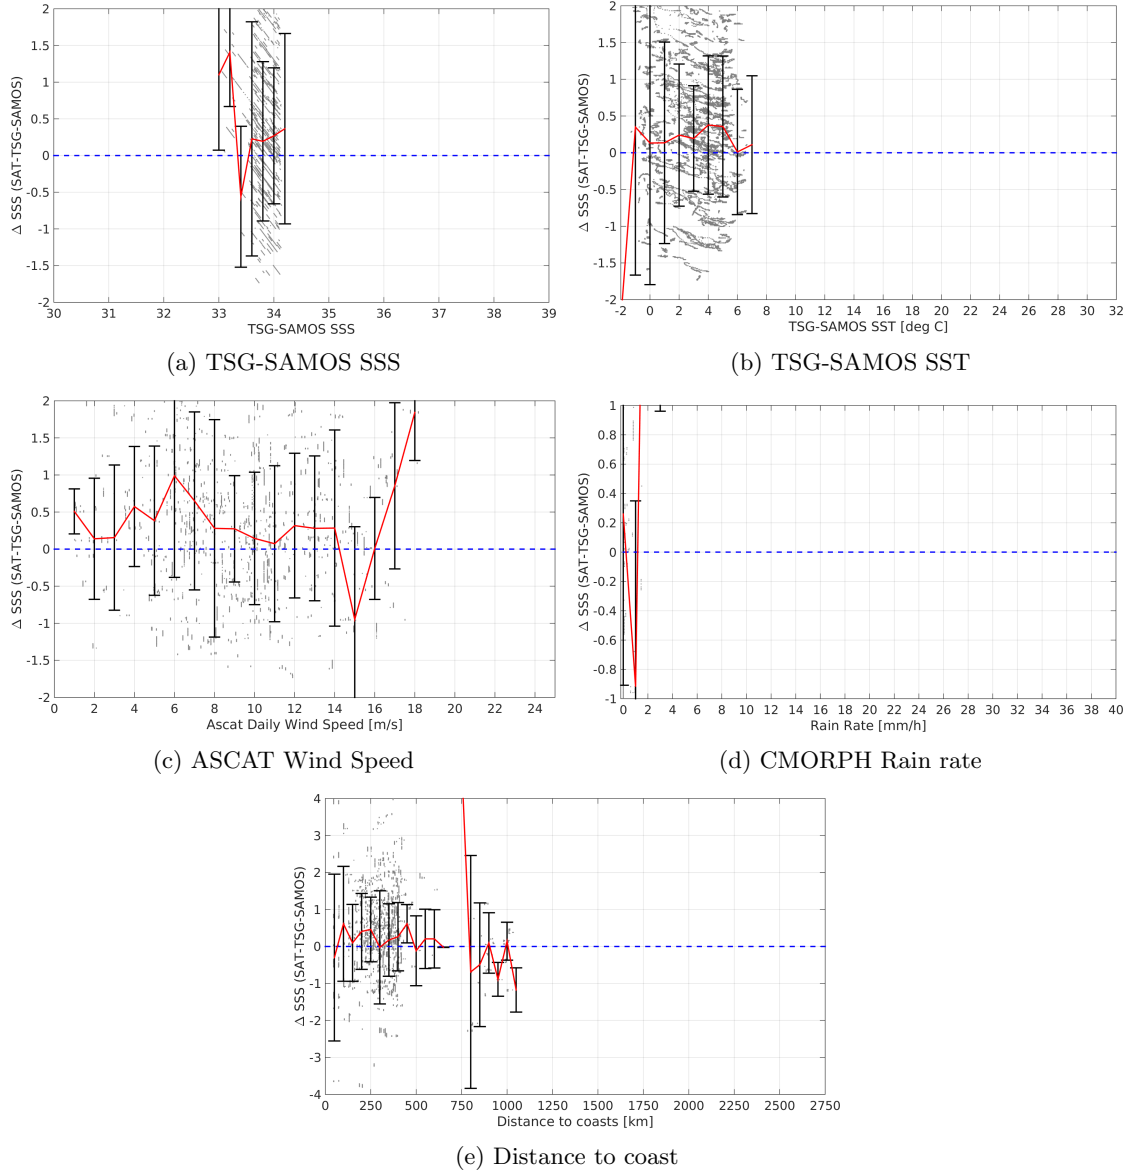 2
1.5
1
0.5
0
-0.5
-1
-1.5
-2
Δ SSS (SAT-TSG-SAMOS)
30 31 32 33 34 35 36 37 38 39
TSG-SAMOS SSS
(a) TSG-SAMOS SSS
2
1.5
1
0.5
0
-0.5
-1
-1.5
-2
Δ SSS (SAT-TSG-SAMOS)
-2 0 2 4 6 8 10 12 14 16 18 20 22 24 26 28 30 32
TSG-SAMOS SST [deg C]
(b) TSG-SAMOS SST
2
1.5
1
0.5
0
-0.5
-1
-1.5
-2
Δ SSS (SAT-TSG-SAMOS)
0 2 4 6 8 10 12 14 16 18 20 22 24
Ascat Daily Wind Speed [m/s]
(c) ASCAT Wind Speed
1
0.8
0.6
0.4
0.2
0
-0.2
-0.4
-0.6
-0.8
-1
Δ SSS (SAT-TSG-SAMOS)
0 2 4 6 8 10 12 14 16 18 20 22 24 26 28 30 32 34 36 38 40
Rain Rate [mm/h]
(d) CMORPH Rain rate
4
3
2
1
0
-1
-2
-3
-4
Δ SSS (SAT-TSG-SAMOS)
0 250 500 750 1000 1250 1500 1750 2000 2250 2500 2750
Distance to coasts [km]
(e) Distance to coast